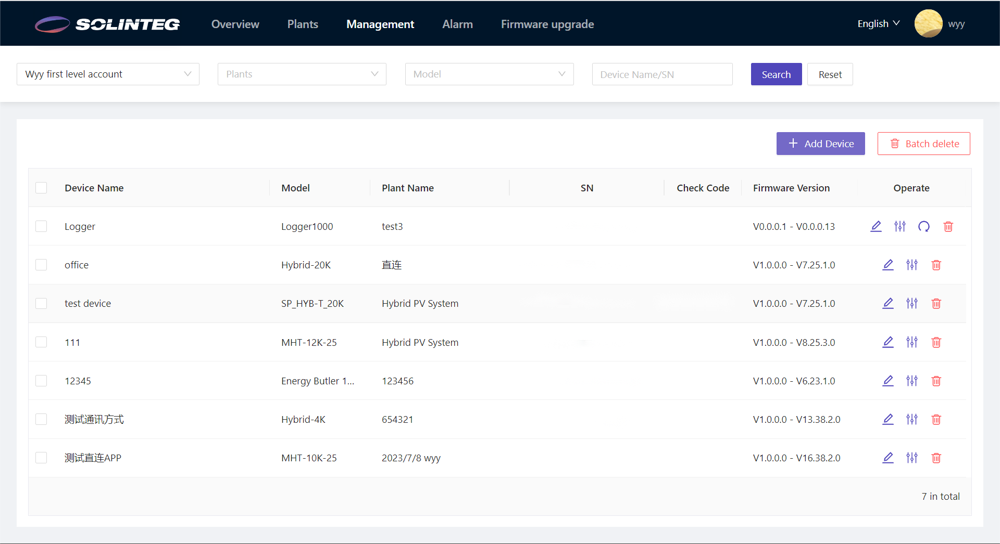 SOLINTEG Overview Plants Management Alarm Firmware upgrade English wyy
Wyy first level account Plants Model Device Name/SN Search Reset
Add Device Batch delete
Device Name Model Plant Name SN Check Code Firmware Version Operate
Logger Logger1000 test3 V0.0.0.1 - V0.0.0.13
office Hybrid-20K 直连 V1.0.0.0 - V7.25.1.0
test device SP_HYB-T_20K Hybrid PV System V1.0.0.0 - V7.25.1.0
111 MHT-12K-25 Hybrid PV System V1.0.0.0 - V8.25.3.0
12345 Energy Butler 1... 123456 V1.0.0.0 - V6.23.1.0
测试通讯方式 Hybrid-4K 654321 V1.0.0.0 - V13.38.2.0
测试直连APP MHT-10K-25 2023/7/8 wyy V1.0.0.0 - V16.38.2.0
7 in total